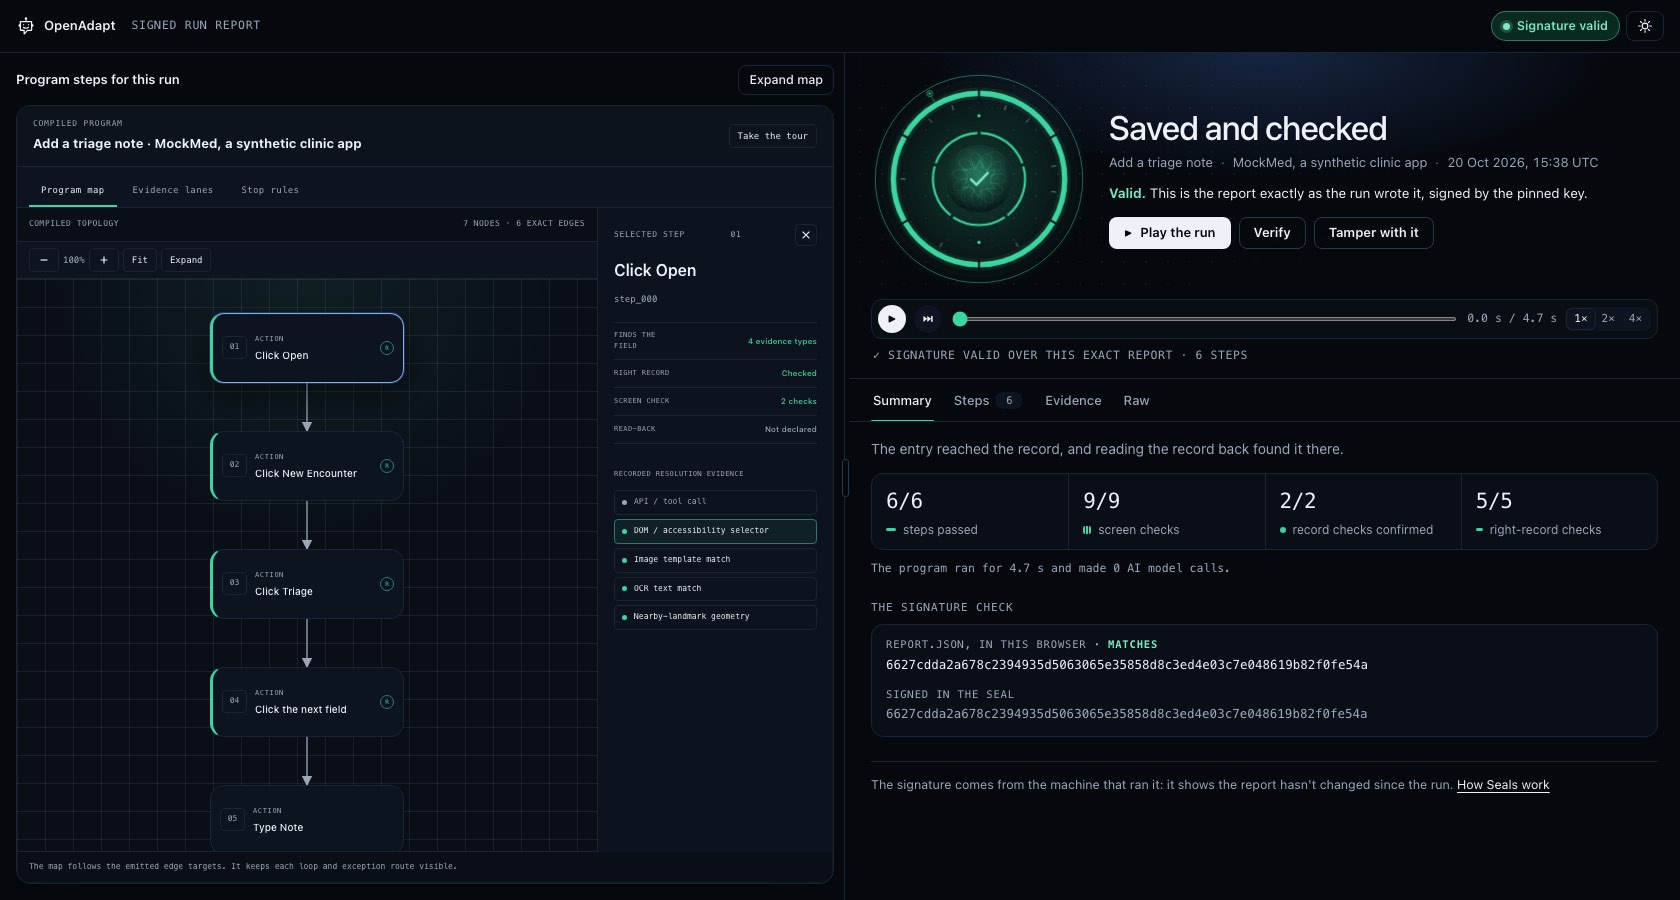 OpenAdapt SIGNED RUN REPORT
Signature valid
Program steps for this run
Expand map
COMPILED PROGRAM
Add a triage note · MockMed, a synthetic clinic app
Take the tour
Program map Evidence lanes Stop rules
COMPILED TOPOLOGY 7 NODES · 6 EXACT EDGES
− 100% + Fit Expand
01 ACTION
Click Open R
02 ACTION
Click New Encounter R
03 ACTION
Click Triage R
04 ACTION
Click the next field R
05 ACTION
Type Note
The map follows the emitted edge targets. It keeps each loop and exception route visible.
SELECTED STEP 01
Click Open
step_000
FINDS THE
FIELD 4 evidence types
RIGHT RECORD Checked
SCREEN CHECK 2 checks
READ-BACK Not declared
RECORDED RESOLUTION EVIDENCE
API / tool call
DOM / accessibility selector
Image template match
OCR text match
Nearby-landmark geometry
Saved and checked
Add a triage note · MockMed, a synthetic clinic app · 20 Oct 2026, 15:38 UTC
Valid. This is the report exactly as the run wrote it, signed by the pinned key.
Play the run Verify Tamper with it
0.0 s / 4.7 s 1× 2× 4×
✓ SIGNATURE VALID OVER THIS EXACT REPORT · 6 STEPS
Summary Steps 6 Evidence Raw
The entry reached the record, and reading the record back found it there.
6/6 9/9 2/2 5/5
steps passed screen checks record checks confirmed right-record checks
The program ran for 4.7 s and made 0 AI model calls.
THE SIGNATURE CHECK
REPORT.JSON, IN THIS BROWSER · MATCHES
6627cdda2a678c2394935d5063065e35858d8c3ed4e03c7e048619b82f0fe54a
SIGNED IN THE SEAL
6627cdda2a678c2394935d5063065e35858d8c3ed4e03c7e048619b82f0fe54a
The signature comes from the machine that ran it: it shows the report hasn't changed since the run. How Seals work